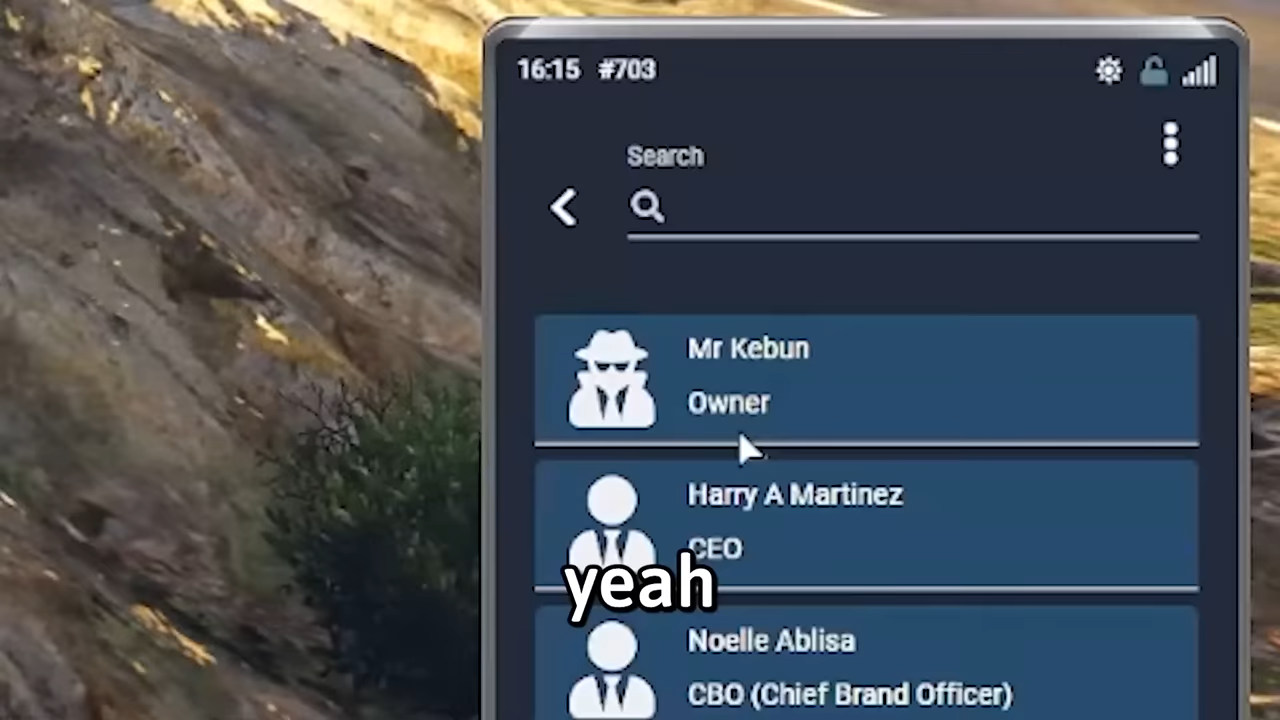 16:15 #703
Search
Mr Kebun
Owner
Harry A Martinez
CEO
yeah
Noelle Ablisa
CBO (Chief Brand Officer)